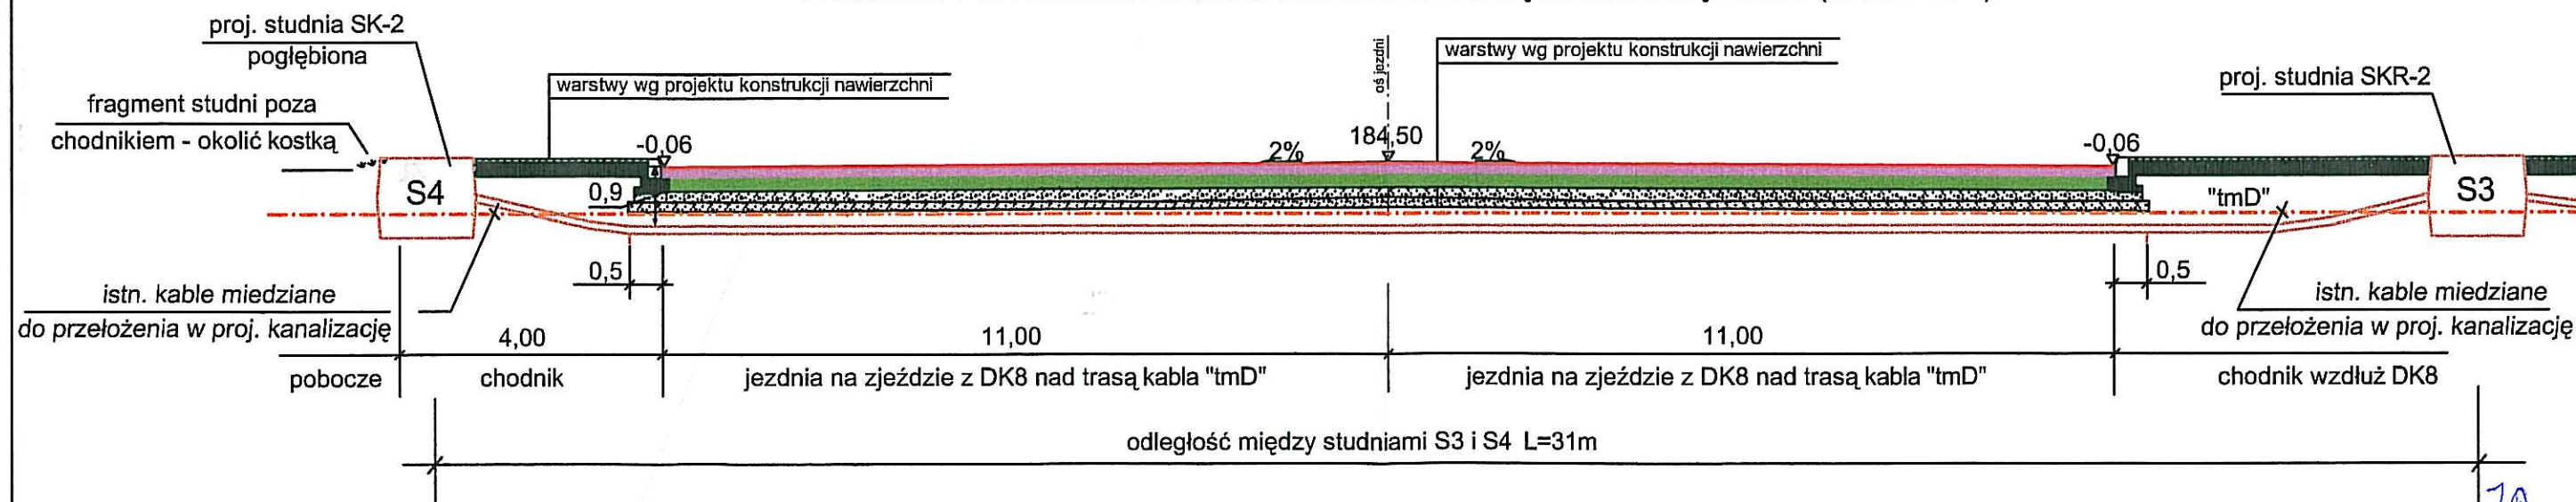 proj. studnia SK-2
pogłębiona
fragment studni poza
chodnikiem - okolić kostką
warstwy wg projektu konstrukcji nawierzchni
oś jezdni
warstwy wg projektu konstrukcji nawierzchni
proj. studnia SKR-2
-0,06
2%
184,50
2%
-0,06
S4
0,9
"tmD"
S3
0,5
0,5
istn. kable miedziane
do przełożenia w proj. kanalizację
istn. kable miedziane
do przełożenia w proj. kanalizację
4,00
11,00
11,00
pobocze
chodnik
jezdnia na zjeździe z DK8 nad trasą kabla "tmD"
jezdnia na zjeździe z DK8 nad trasą kabla "tmD"
chodnik wzdłuż DK8
odległość między studniami S3 i S4 L=31m